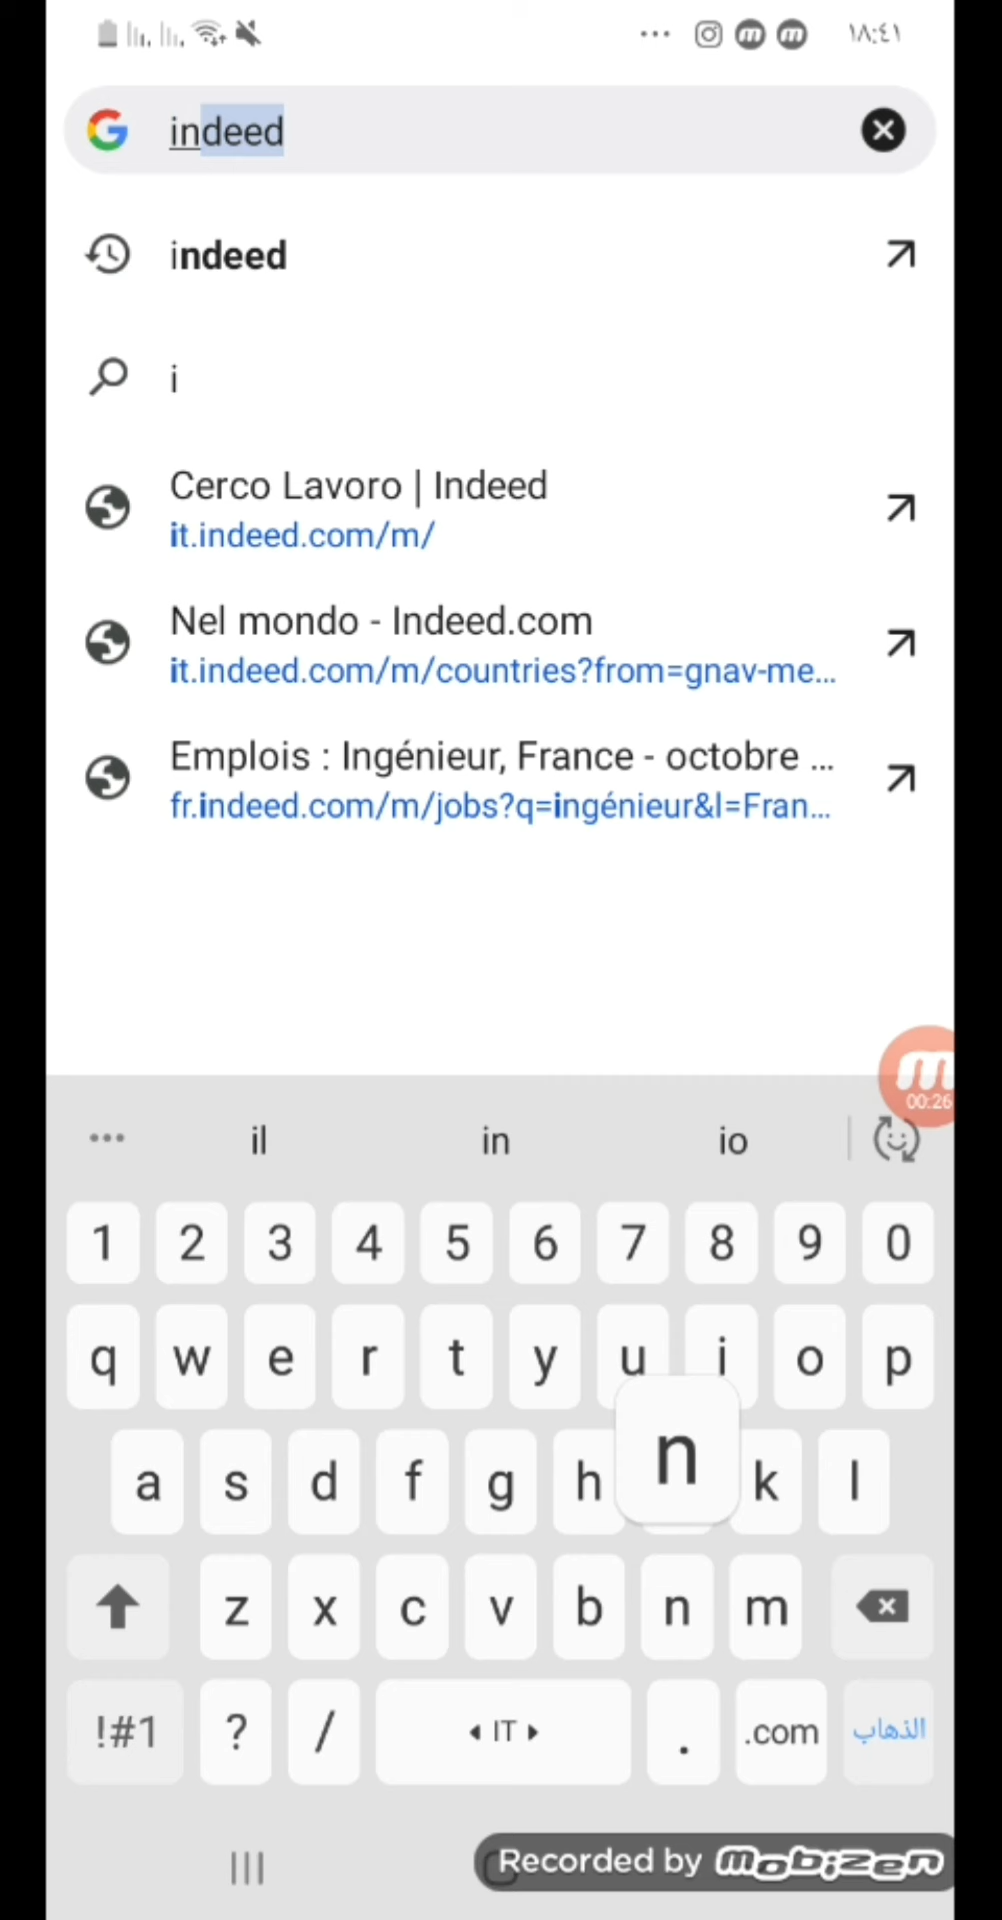 ١٨:٤١
indeed
indeed
i
Cerco Lavoro | Indeed
it.indeed.com/m/
Nel mondo - Indeed.com
it.indeed.com/m/countries?from=gnav-me...
Emplois : Ingénieur, France - octobre ...
fr.indeed.com/m/jobs?q=ingénieur&l=Fran...
00:26
il in io
1 2 3 4 5 6 7 8 9 0
q w e r t y u i o p
a s d f g h n k l
z x c v b n m
!#1 ? / IT . .com الذهاب
Recorded by mobizen